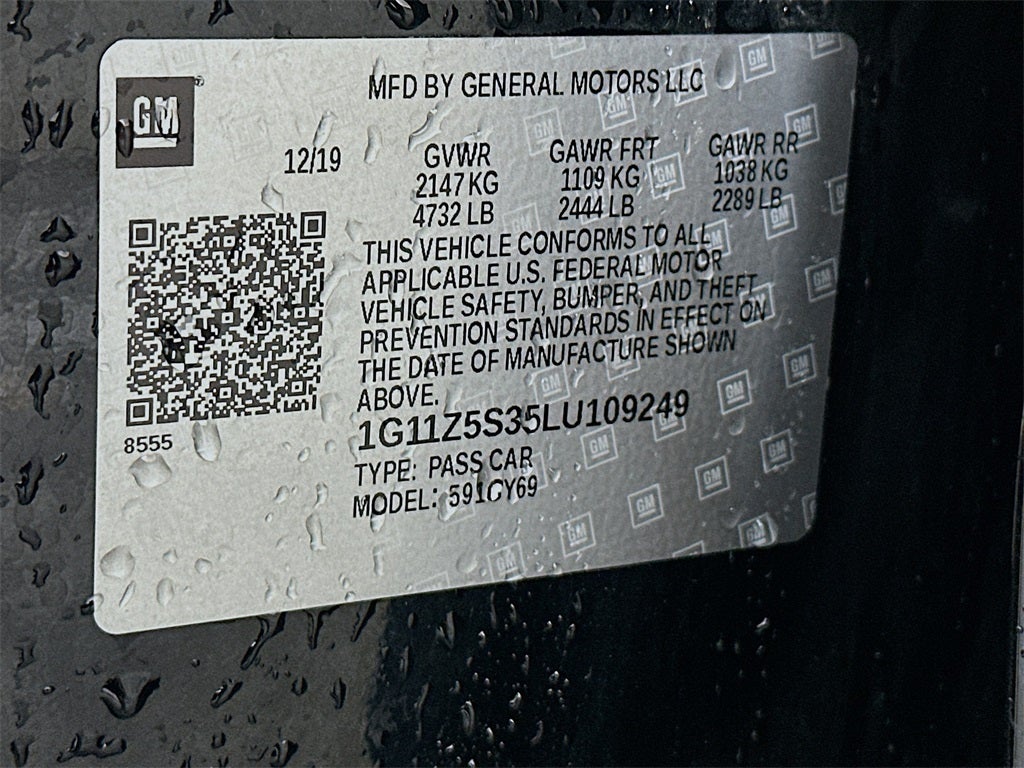 GM
MFD BY GENERAL MOTORS LLC
12/19
GVWR GAWR FRT GAWR RR
2147 KG 1109 KG 1038 KG
4732 LB 2444 LB 2289 LB
THIS VEHICLE CONFORMS TO ALL
APPLICABLE U.S. FEDERAL MOTOR
VEHICLE SAFETY, BUMPER, AND THEFT
PREVENTION STANDARDS IN EFFECT ON
THE DATE OF MANUFACTURE SHOWN
ABOVE.
1G11Z5S35LU109249
8555
TYPE: PASS CAR
MODEL: